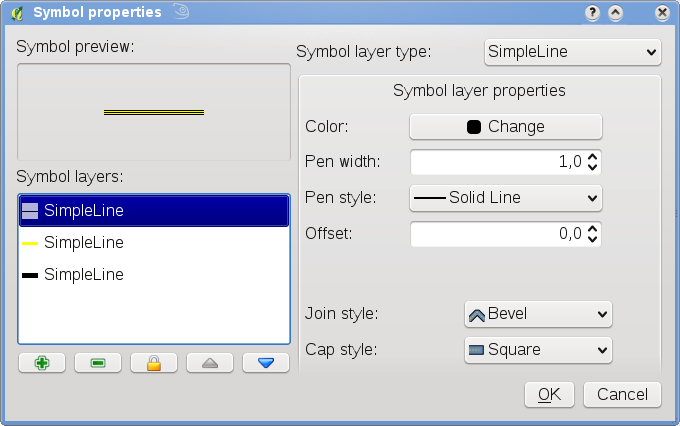 Symbol properties
Symbol preview:
Symbol layers:
SimpleLine
SimpleLine
SimpleLine
Symbol layer type: SimpleLine
Symbol layer properties
Color: Change
Pen width: 1,0
Pen style: Solid Line
Offset: 0,0
Join style: Bevel
Cap style: Square
OK Cancel